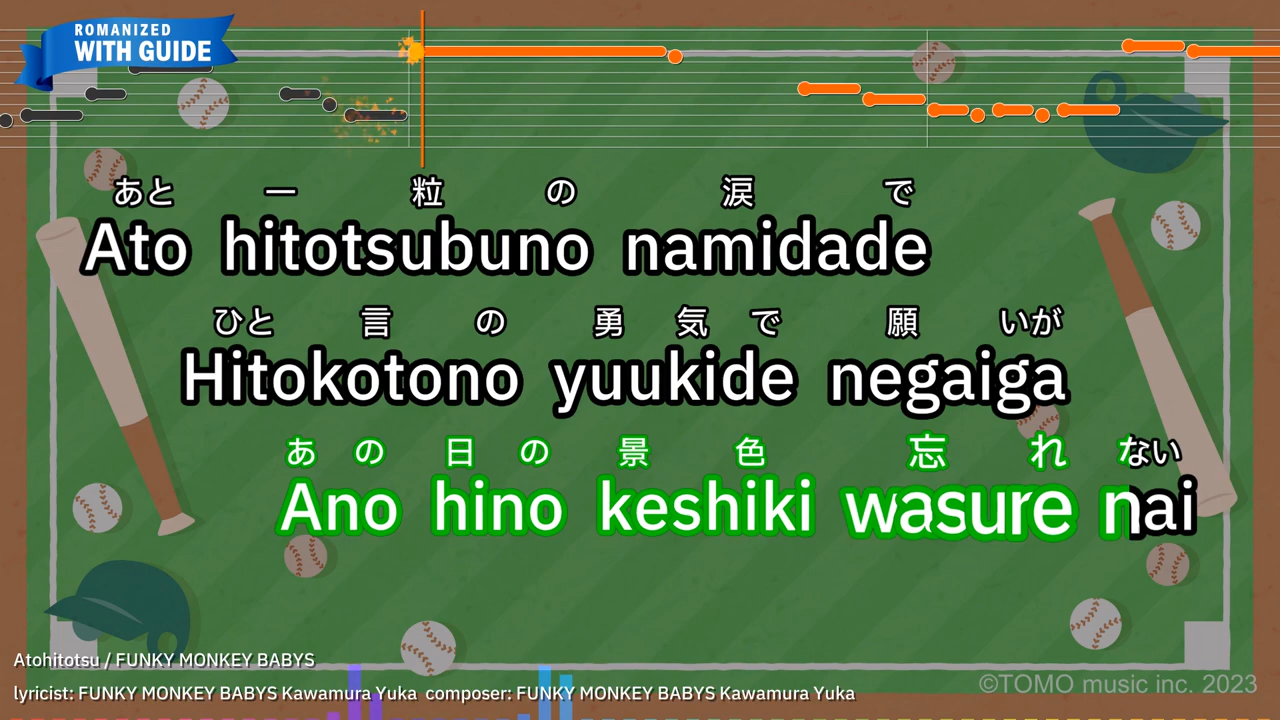 ROMANIZED
WITH GUIDE
あと 一 粒 の 涙 で
Ato hitotsubuno namidade
ひと 言 の 勇 気 で 願 いが
Hitokotono yuukide negaiga
あ の 日 の 景 色 忘 れ ない
Ano hino keshiki wasure nai
Atohitotsu / FUNKY MONKEY BABYS
lyricist: FUNKY MONKEY BABYS Kawamura Yuka composer: FUNKY MONKEY BABYS Kawamura Yuka
©TOMO music inc. 2023